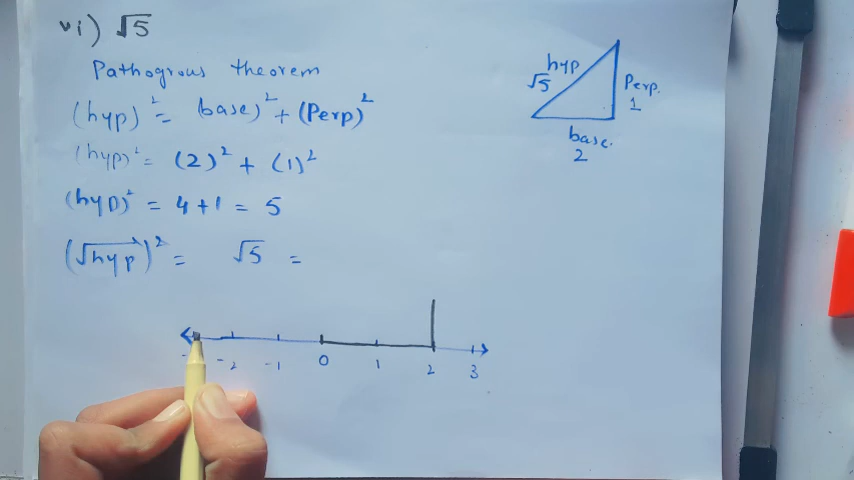 vi) √5
Pathogrous theorem
(hyp)² = base)² + (Perp)²
(hyp)² = (2)² + (1)²
(hyp)² = 4+1 = 5
(√hyp)² = √5 =
hyp
√5
Perp.
1
base.
2
-2 -1 0 1 2 3